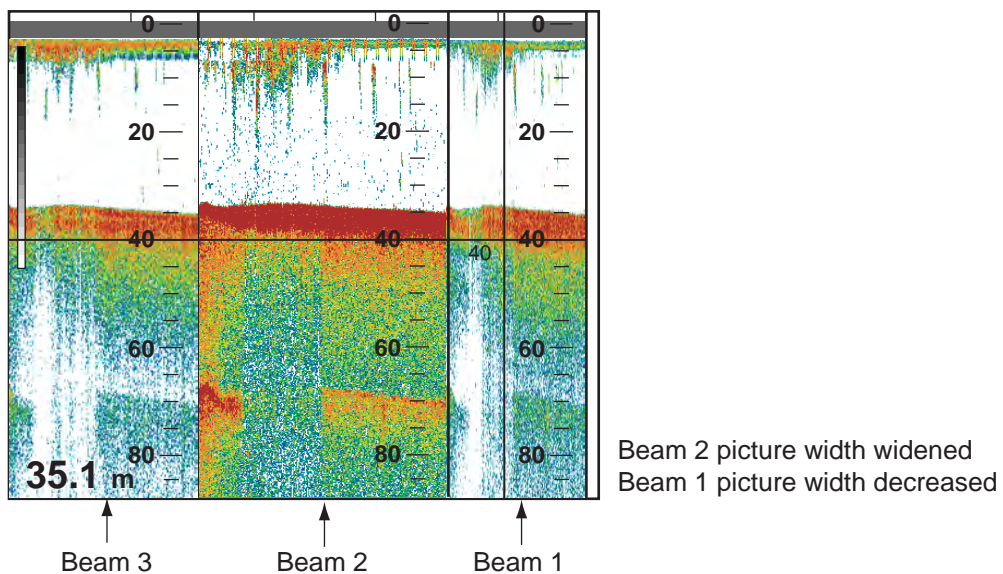 0 0 0
20 20 20
40 40 40
40
60 60 60
80 80 80
35.1 m
Beam 2 picture width widened
Beam 1 picture width decreased
Beam 3 Beam 2 Beam 1